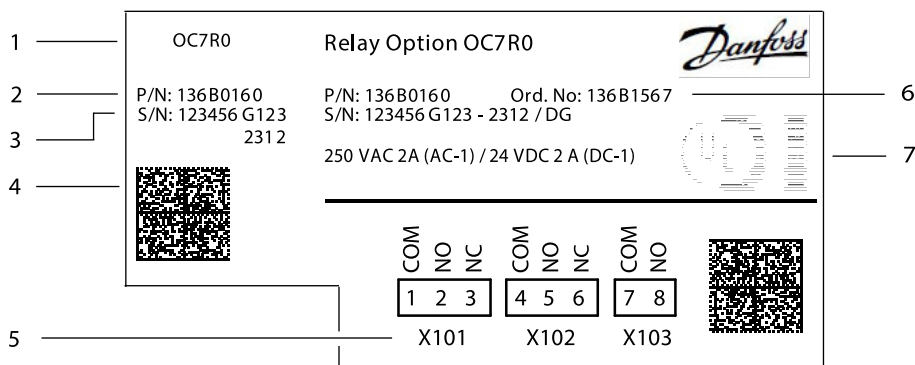 1
OC7R0
Relay Option OC7R0
Danfoss
2
P/N: 136B0160
P/N: 136B0160 Ord. No: 136B1567
6
S/N: 123456 G123
S/N: 123456 G123 - 2312 / DG
3
2312
250 VAC 2A (AC-1) / 24 VDC 2 A (DC-1)
7
4
COM NO NC COM NO NC COM NO
1 2 3 4 5 6 7 8
5
X101 X102 X103